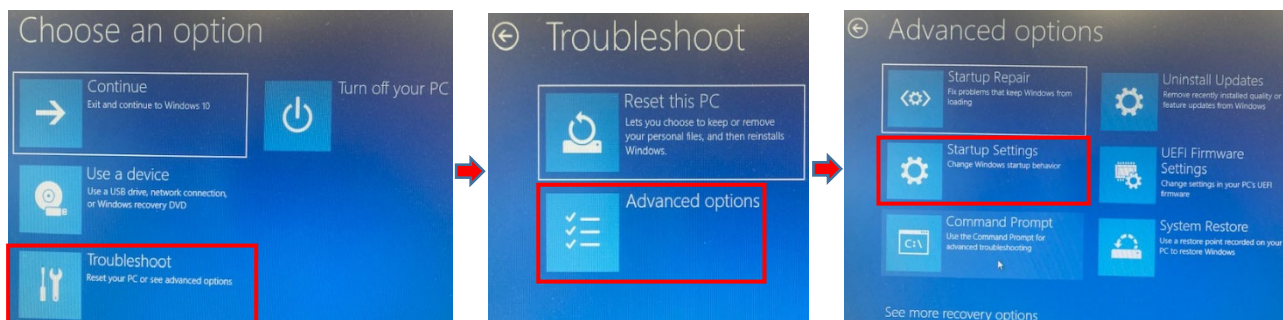 Choose an option
Continue
Exit and continue to Windows 10
Turn off your PC
Use a device
Use a USB drive, network connection,
or Windows recovery DVD
Troubleshoot
Reset your PC or see advanced options
Troubleshoot
Reset this PC
Lets you choose to keep or remove
your personal files, and then reinstalls
Windows.
Advanced options
Advanced options
Startup Repair
Fix problems that keep Windows from
loading
Uninstall Updates
Remove recently installed quality or
feature updates from Windows
Startup Settings
Change Windows startup behavior
UEFI Firmware
Settings
Change settings in your PC's UEFI
firmware
Command Prompt
Use the Command Prompt for
advanced troubleshooting
C:\
System Restore
Use a restore point recorded on your
PC to restore Windows
See more recovery options